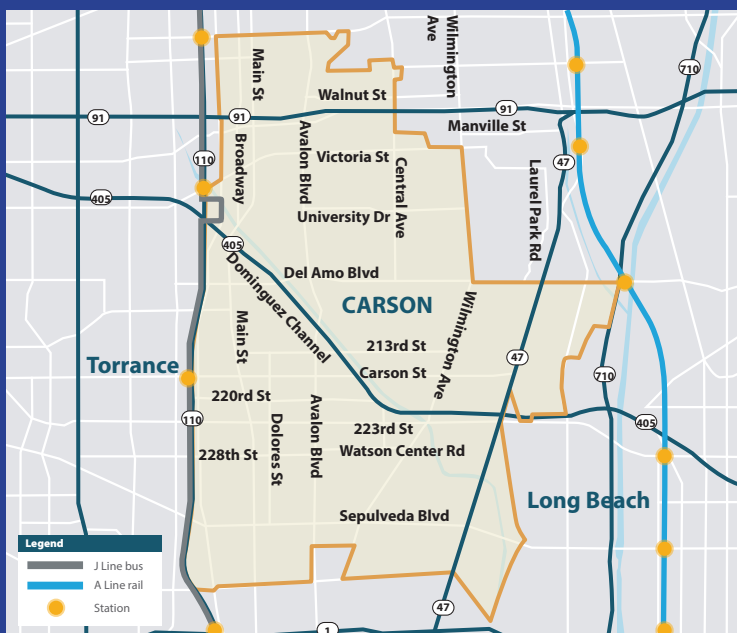 Wilmington
Ave
Main St
Walnut St
710
91
91
91
Manville St
Avalon Blvd
Broadway
110
Victoria St
Central Ave
Laurel Park Rd
47
405
University Dr
405
Dominguez Channel
Del Amo Blvd
CARSON
Wilmington Ave
Main St
213rd St
47
Torrance
Carson St
710
220rd St
110
Dolores St
Avalon Blvd
223rd St
405
228th St
Watson Center Rd
Long Beach
Sepulveda Blvd
Legend
J Line bus
A Line rail
Station
47
1